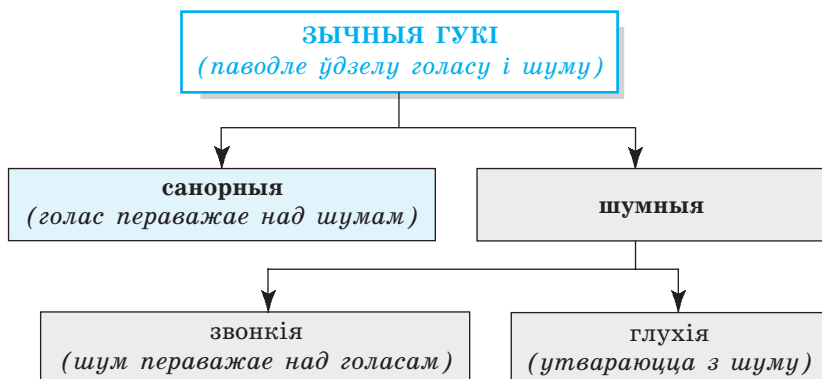 ЗЫЧНЫЯ ГУКІ
(паводле ўдзелу голасу і шуму)
санорныя
(голас пераважае над шумам)
шумныя
звонкія
(шум пераважае над голасам)
глухія
(утвараюцца з шуму)